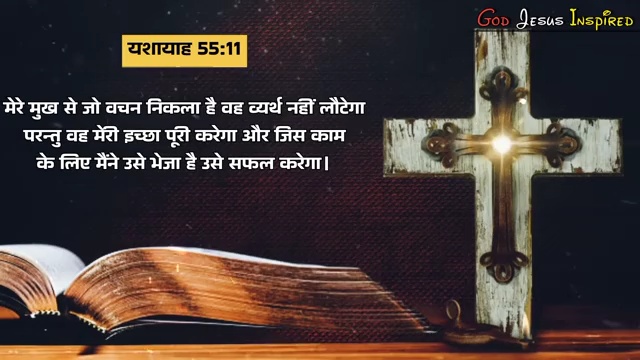 God Jesus Inspired
यशायाह 55:11
मेरे मुख से जो वचन निकला है वह व्यर्थ नहीं लौटेगा
परन्तु वह मेरी इच्छा पूरी करेगा और जिस काम
के लिए मैंने उसे भेजा है उसे सफल करेगा।